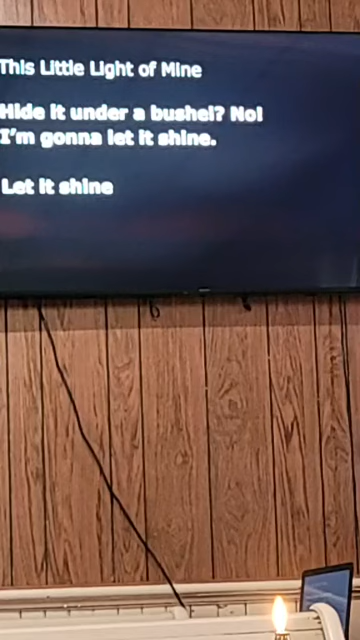 This Little Light of Mine
Hide it under a bushel? No!
I'm gonna let it shine.
Let it shine